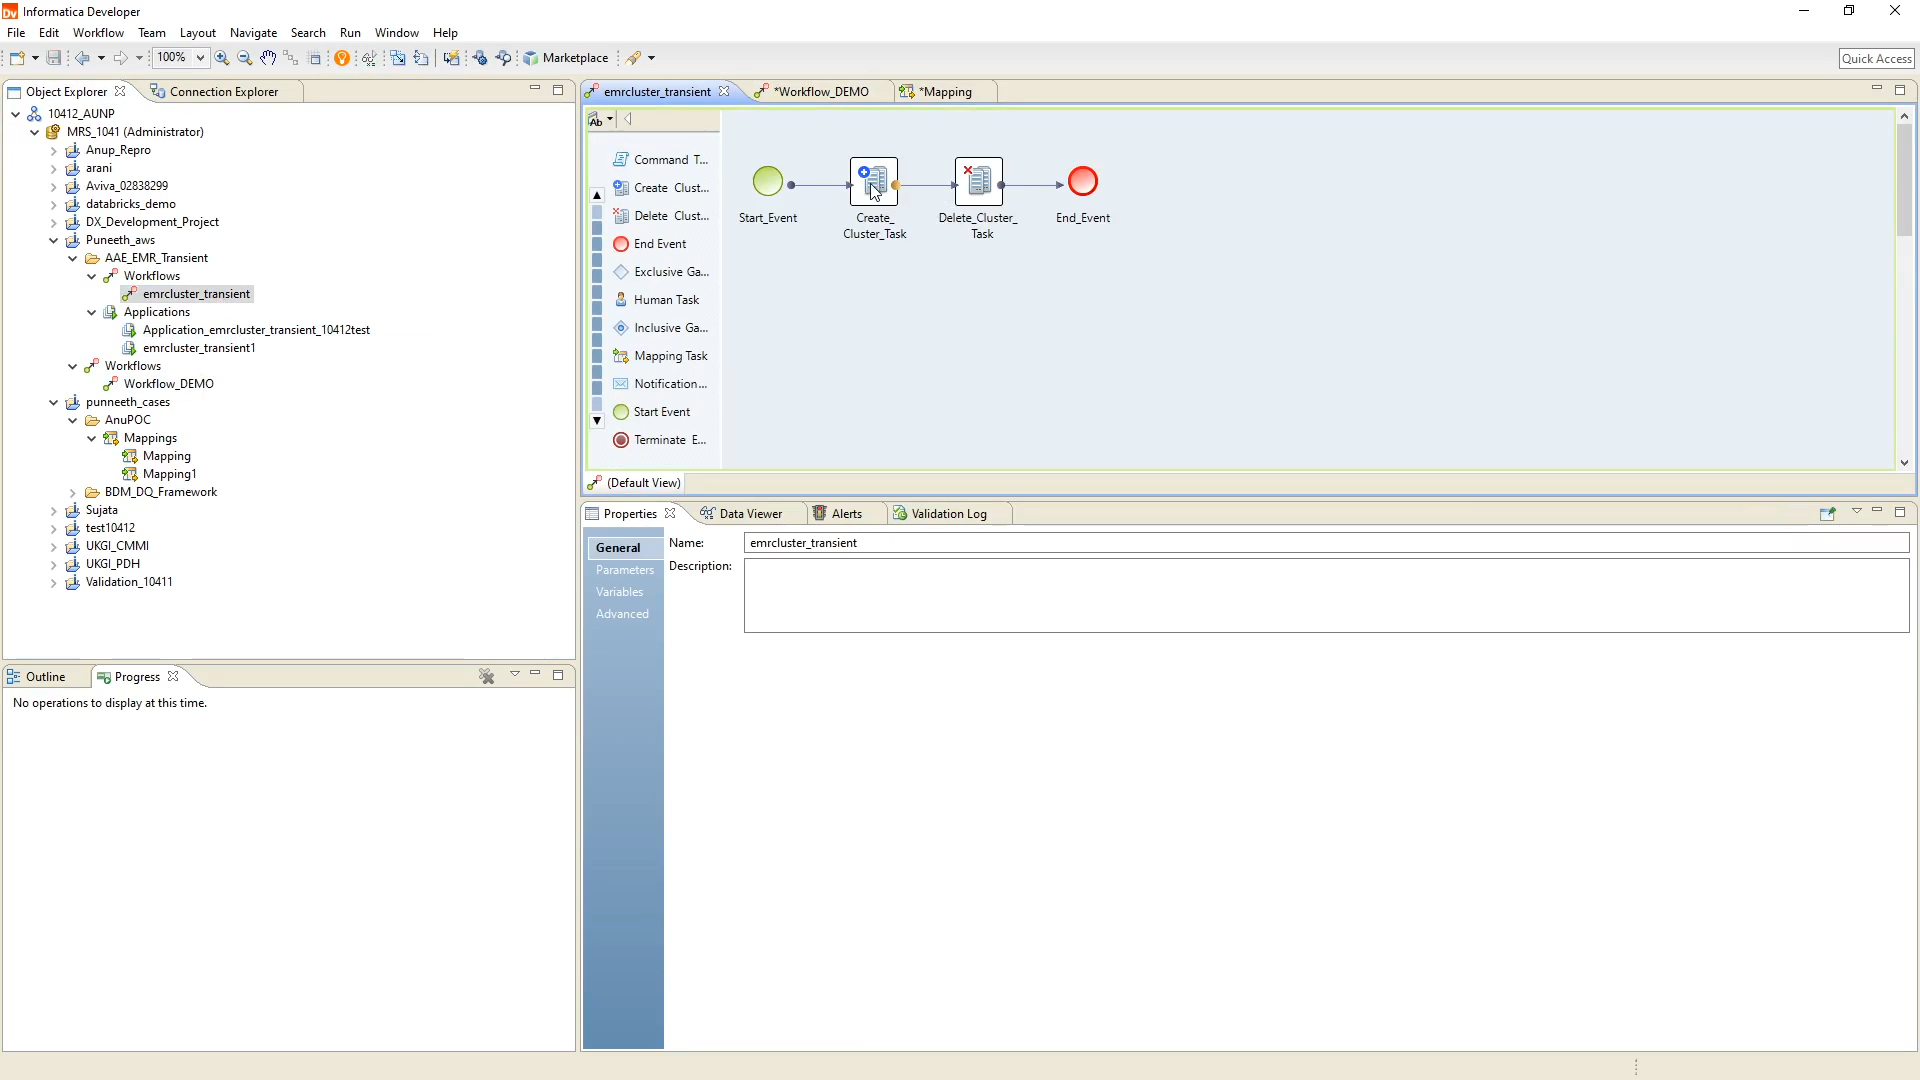 Informatica Developer
File Edit Workflow Team Layout Navigate Search Run Window Help
100% Marketplace Quick Access
Object Explorer Connection Explorer
10412_AUNP
MRS_1041 (Administrator)
Anup_Repro
arani
Aviva_02838299
databricks_demo
DX_Development_Project
Puneeth_aws
AAE_EMR_Transient
Workflows
emrcluster_transient
Applications
Application_emrcluster_transient_10412test
emrcluster_transient1
Workflows
Workflow_DEMO
punneeth_cases
AnuPOC
Mappings
Mapping
Mapping1
BDM_DQ_Framework
Sujata
test10412
UKGI_CMMI
UKGI_PDH
Validation_10411
Outline Progress
No operations to display at this time.
emrcluster_transient *Workflow_DEMO *Mapping
Ab
Command T...
Create Clust...
Delete Clust...
End Event
Exclusive Ga...
Human Task
Inclusive Ga...
Mapping Task
Notification...
Start Event
Terminate E...
Start_Event
Create_
Cluster_Task
Delete_Cluster_
Task
End_Event
(Default View)
Properties Data Viewer Alerts Validation Log
General
Parameters
Variables
Advanced
Name: emrcluster_transient
Description: